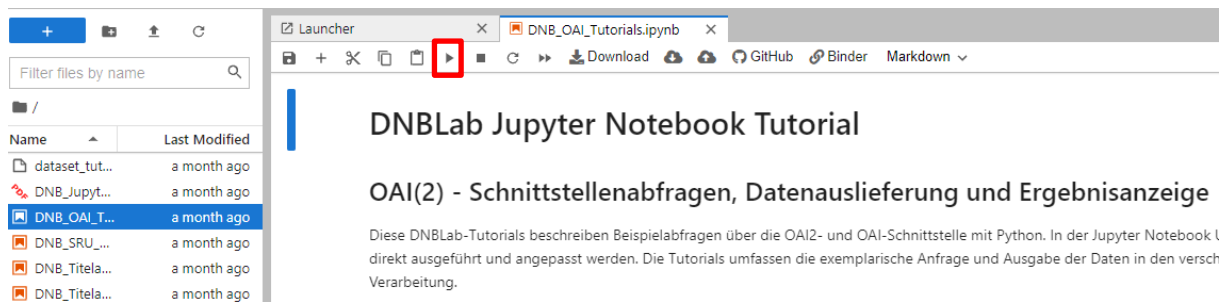 Launcher
DNB_OAI_Tutorials.ipynb
Download GitHub Binder Markdown
Filter files by name
/
Name Last Modified
dataset_tut... a month ago
DNB_Jupyt... a month ago
DNB_OAI_T... a month ago
DNB_SRU_... a month ago
DNB_Titela... a month ago
DNB_Titela... a month ago
DNBLab Jupyter Notebook Tutorial
OAI(2) - Schnittstellenabfragen, Datenauslieferung und Ergebnisanzeige
Diese DNBLab-Tutorials beschreiben Beispielabfragen über die OAI2- und OAI-Schnittstelle mit Python. In der Jupyter Notebook
direkt ausgeführt und angepasst werden. Die Tutorials umfassen die exemplarische Anfrage und Ausgabe der Daten in den
Verarbeitung.